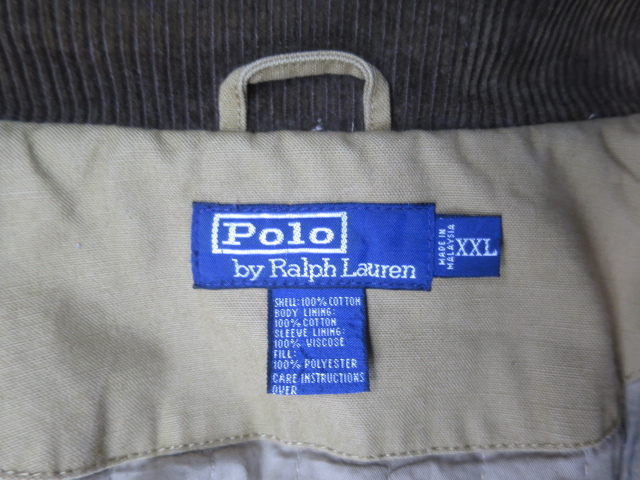 Polo
by Ralph Lauren
MADE IN
MALAYSIA
XXL
SHELL: 100% COTTON
BODY LINING:
100% COTTON
SLEEVE LINING:
100% VISCOSE
FILL:
100% POLYESTER
CARE INSTRUCTIONS
OVER